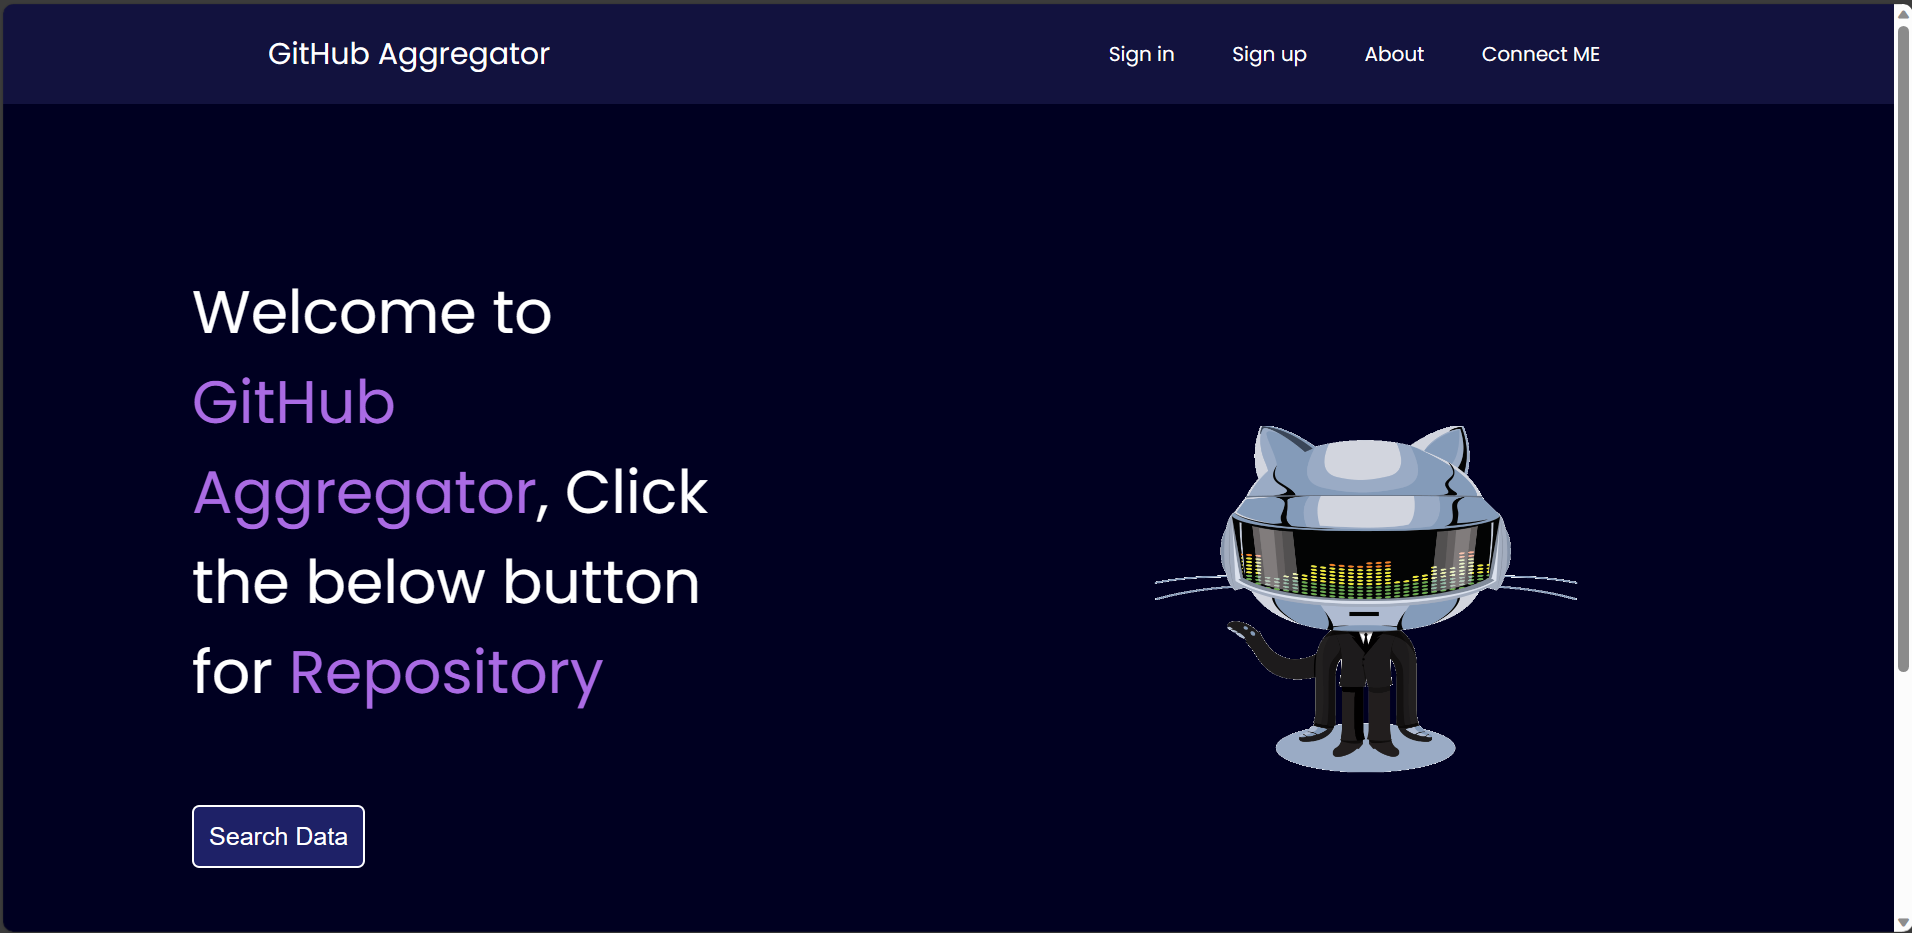 GitHub Aggregator
Sign in
Sign up
About
Connect ME
Welcome to
GitHub
Aggregator, Click
the below button
for Repository
Search Data